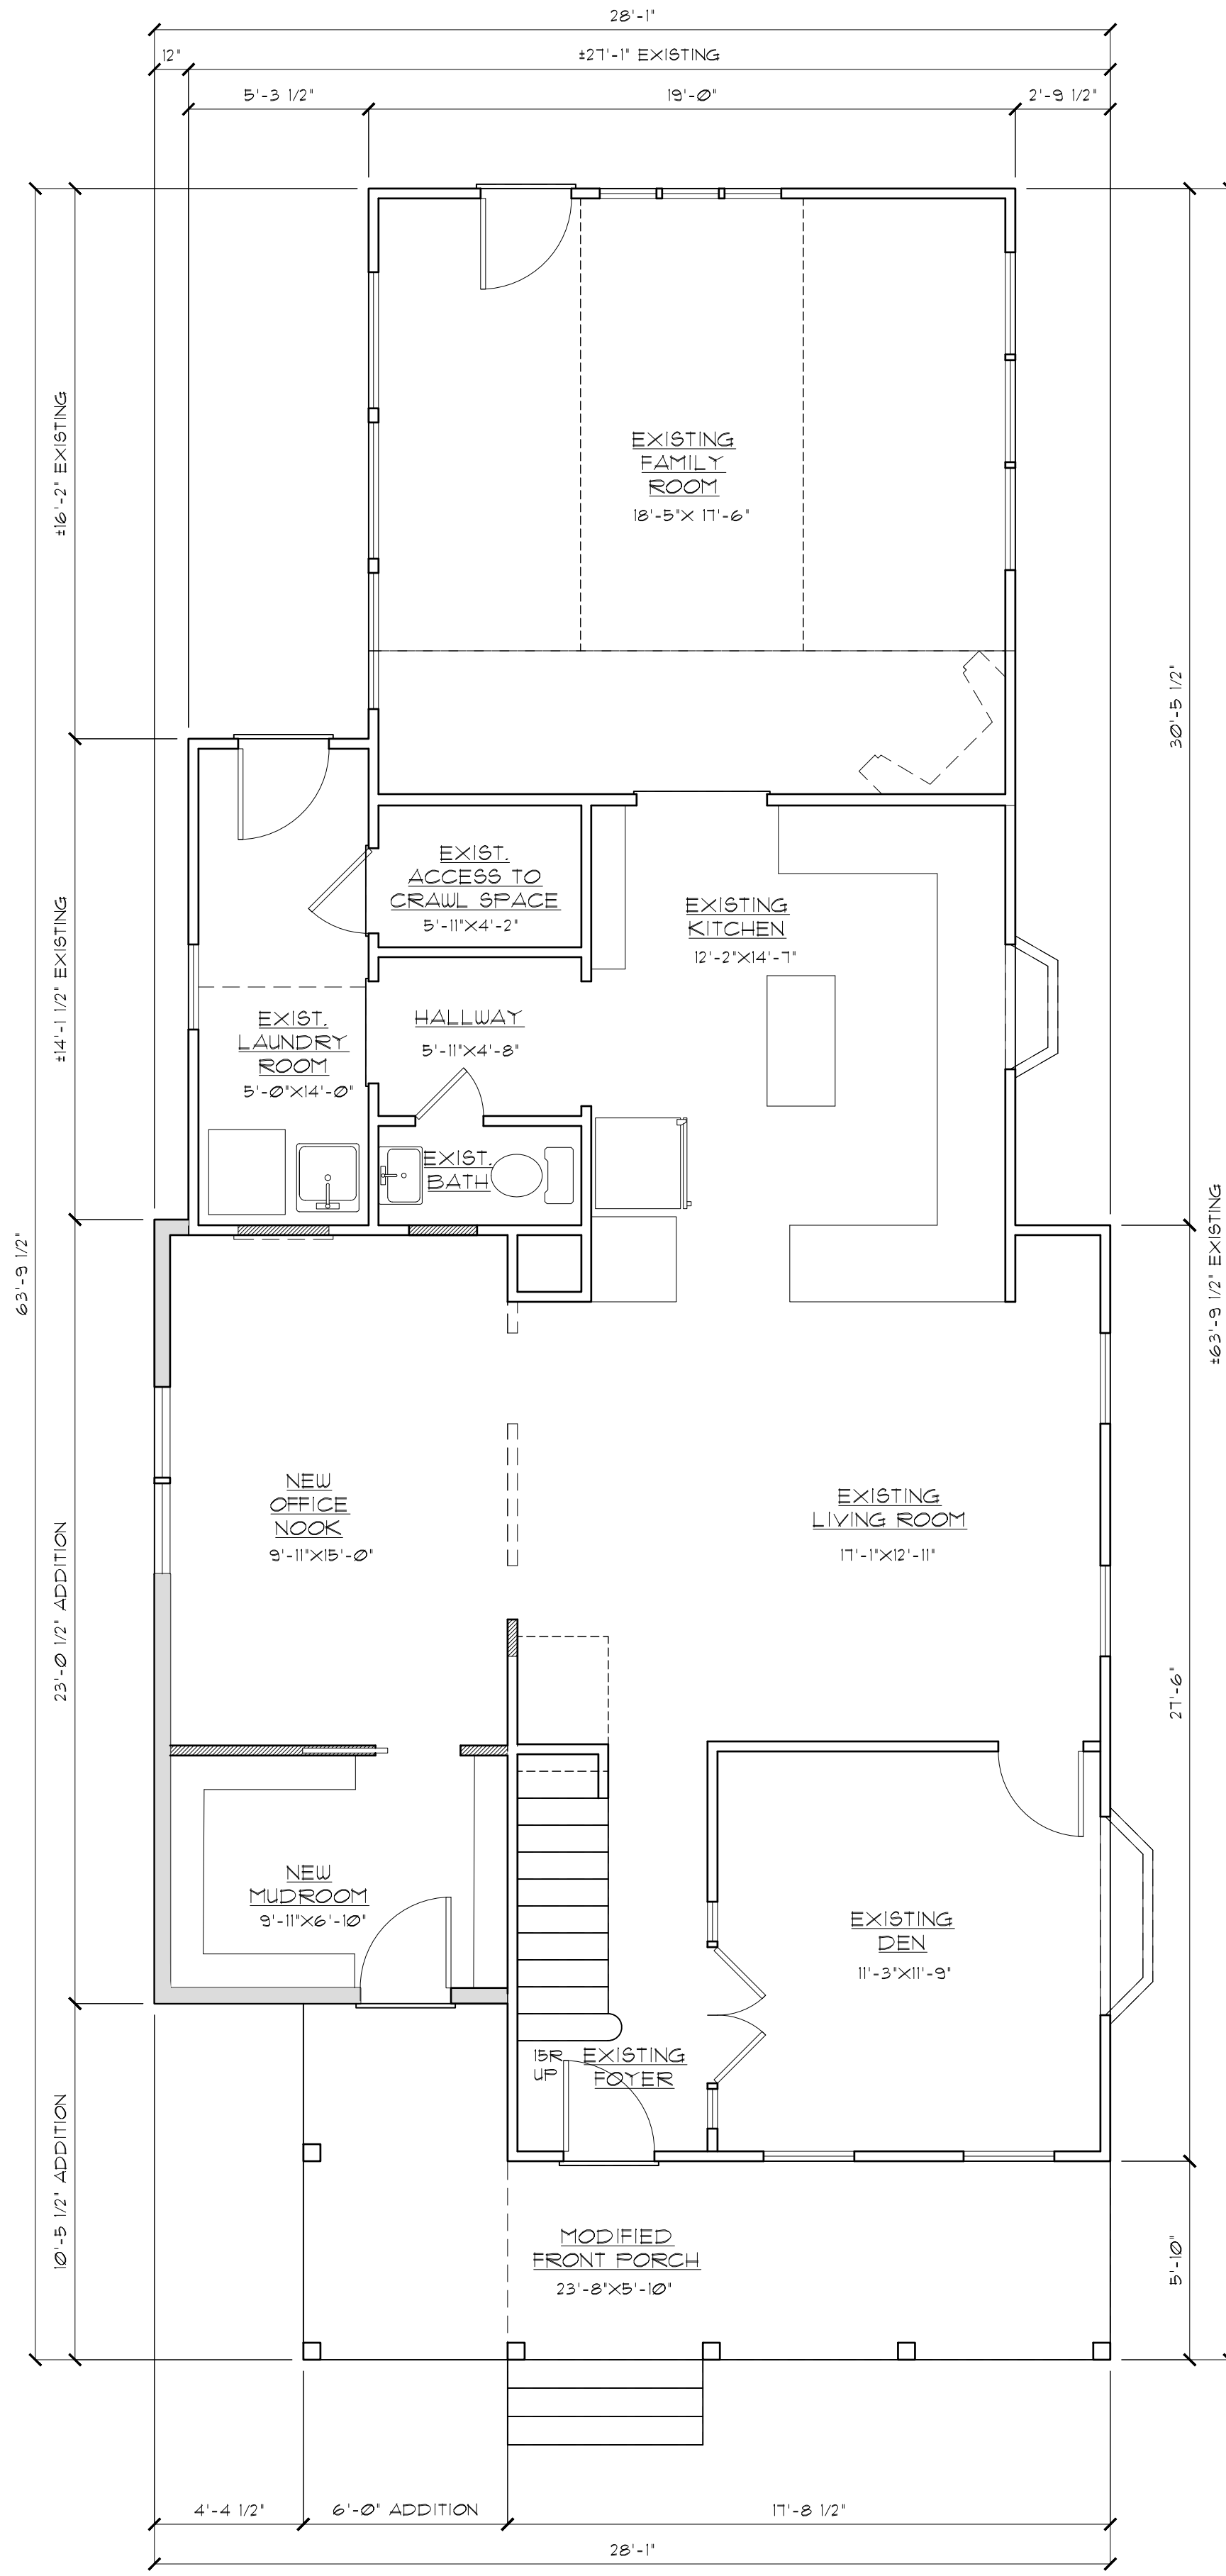 28'-1"
12"
±27'-1" EXISTING
5'-3 1/2"
19'-0"
2'-9 1/2"
±16'-2" EXISTING
EXISTING
FAMILY
ROOM
18'-5"X 17'-6"
30'-5 1/2"
EXIST.
ACCESS TO
CRAWL SPACE
5'-11"X4'-2"
EXISTING
KITCHEN
12'-2"X14'-7"
±14'-1 1/2" EXISTING
EXIST.
LAUNDRY
ROOM
5'-0"X14'-0"
HALLWAY
5'-11"X4'-8"
EXIST.
BATH
63'-9 1/2"
±63'-9 1/2" EXISTING
NEW
OFFICE
NOOK
9'-11"X15'-0"
EXISTING
LIVING ROOM
17'-1"X12'-11"
23'-0 1/2" ADDITION
27'-6"
NEW
MUDROOM
9'-11"X6'-10"
EXISTING
DEN
11'-3"X11'-9"
15R
UP
EXISTING
FOYER
10'-5 1/2" ADDITION
MODIFIED
FRONT PORCH
23'-8"X5'-10"
5'-10"
4'-4 1/2"
6'-0" ADDITION
17'-8 1/2"
28'-1"